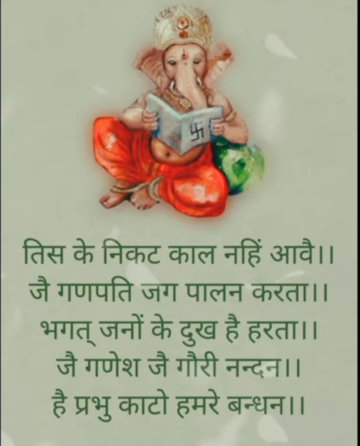 तिस के निकट काल नहिं आवै।।
जै गणपति जग पालन करता।।
भगत् जनों के दुख है हरता।।
जै गणेश जै गौरी नन्दन।।
है प्रभु काटो हमरे बन्धन।।